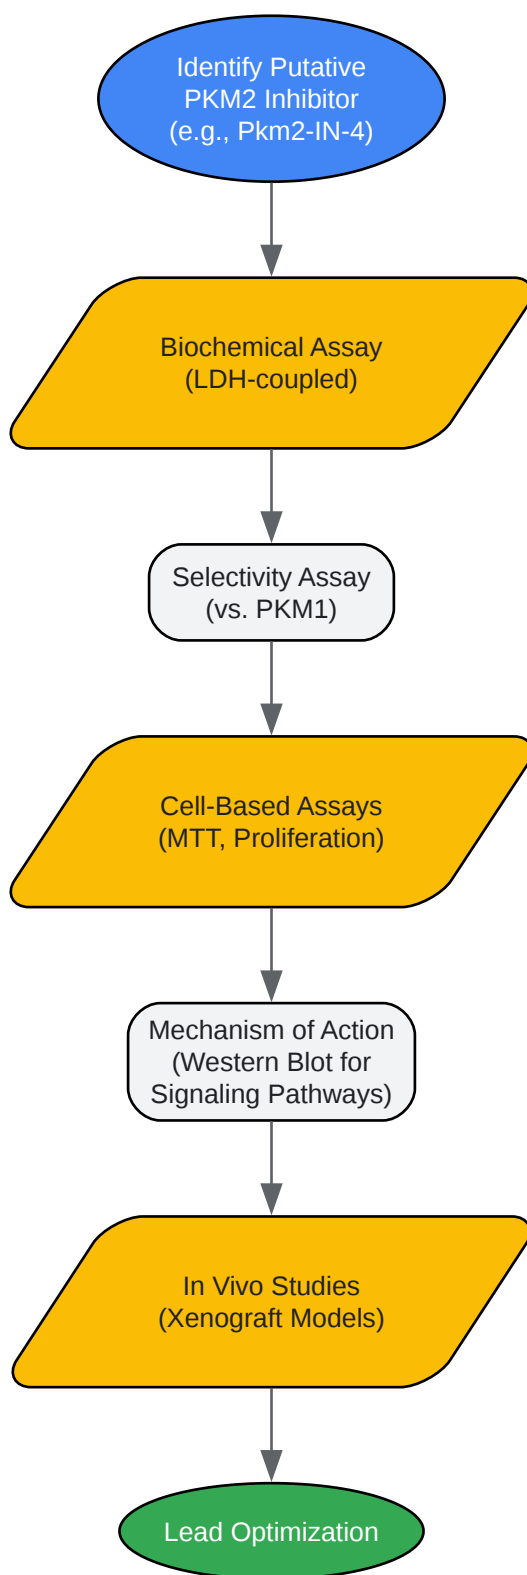 Identify Putative
PKM2 Inhibitor
(e.g., Pkm2-IN-4)
Biochemical Assay
(LDH-coupled)
Selectivity Assay
(vs. PKM1)
Cell-Based Assays
(MTT, Proliferation)
Mechanism of Action
(Western Blot for
Signaling Pathways)
In Vivo Studies
(Xenograft Models)
Lead Optimization